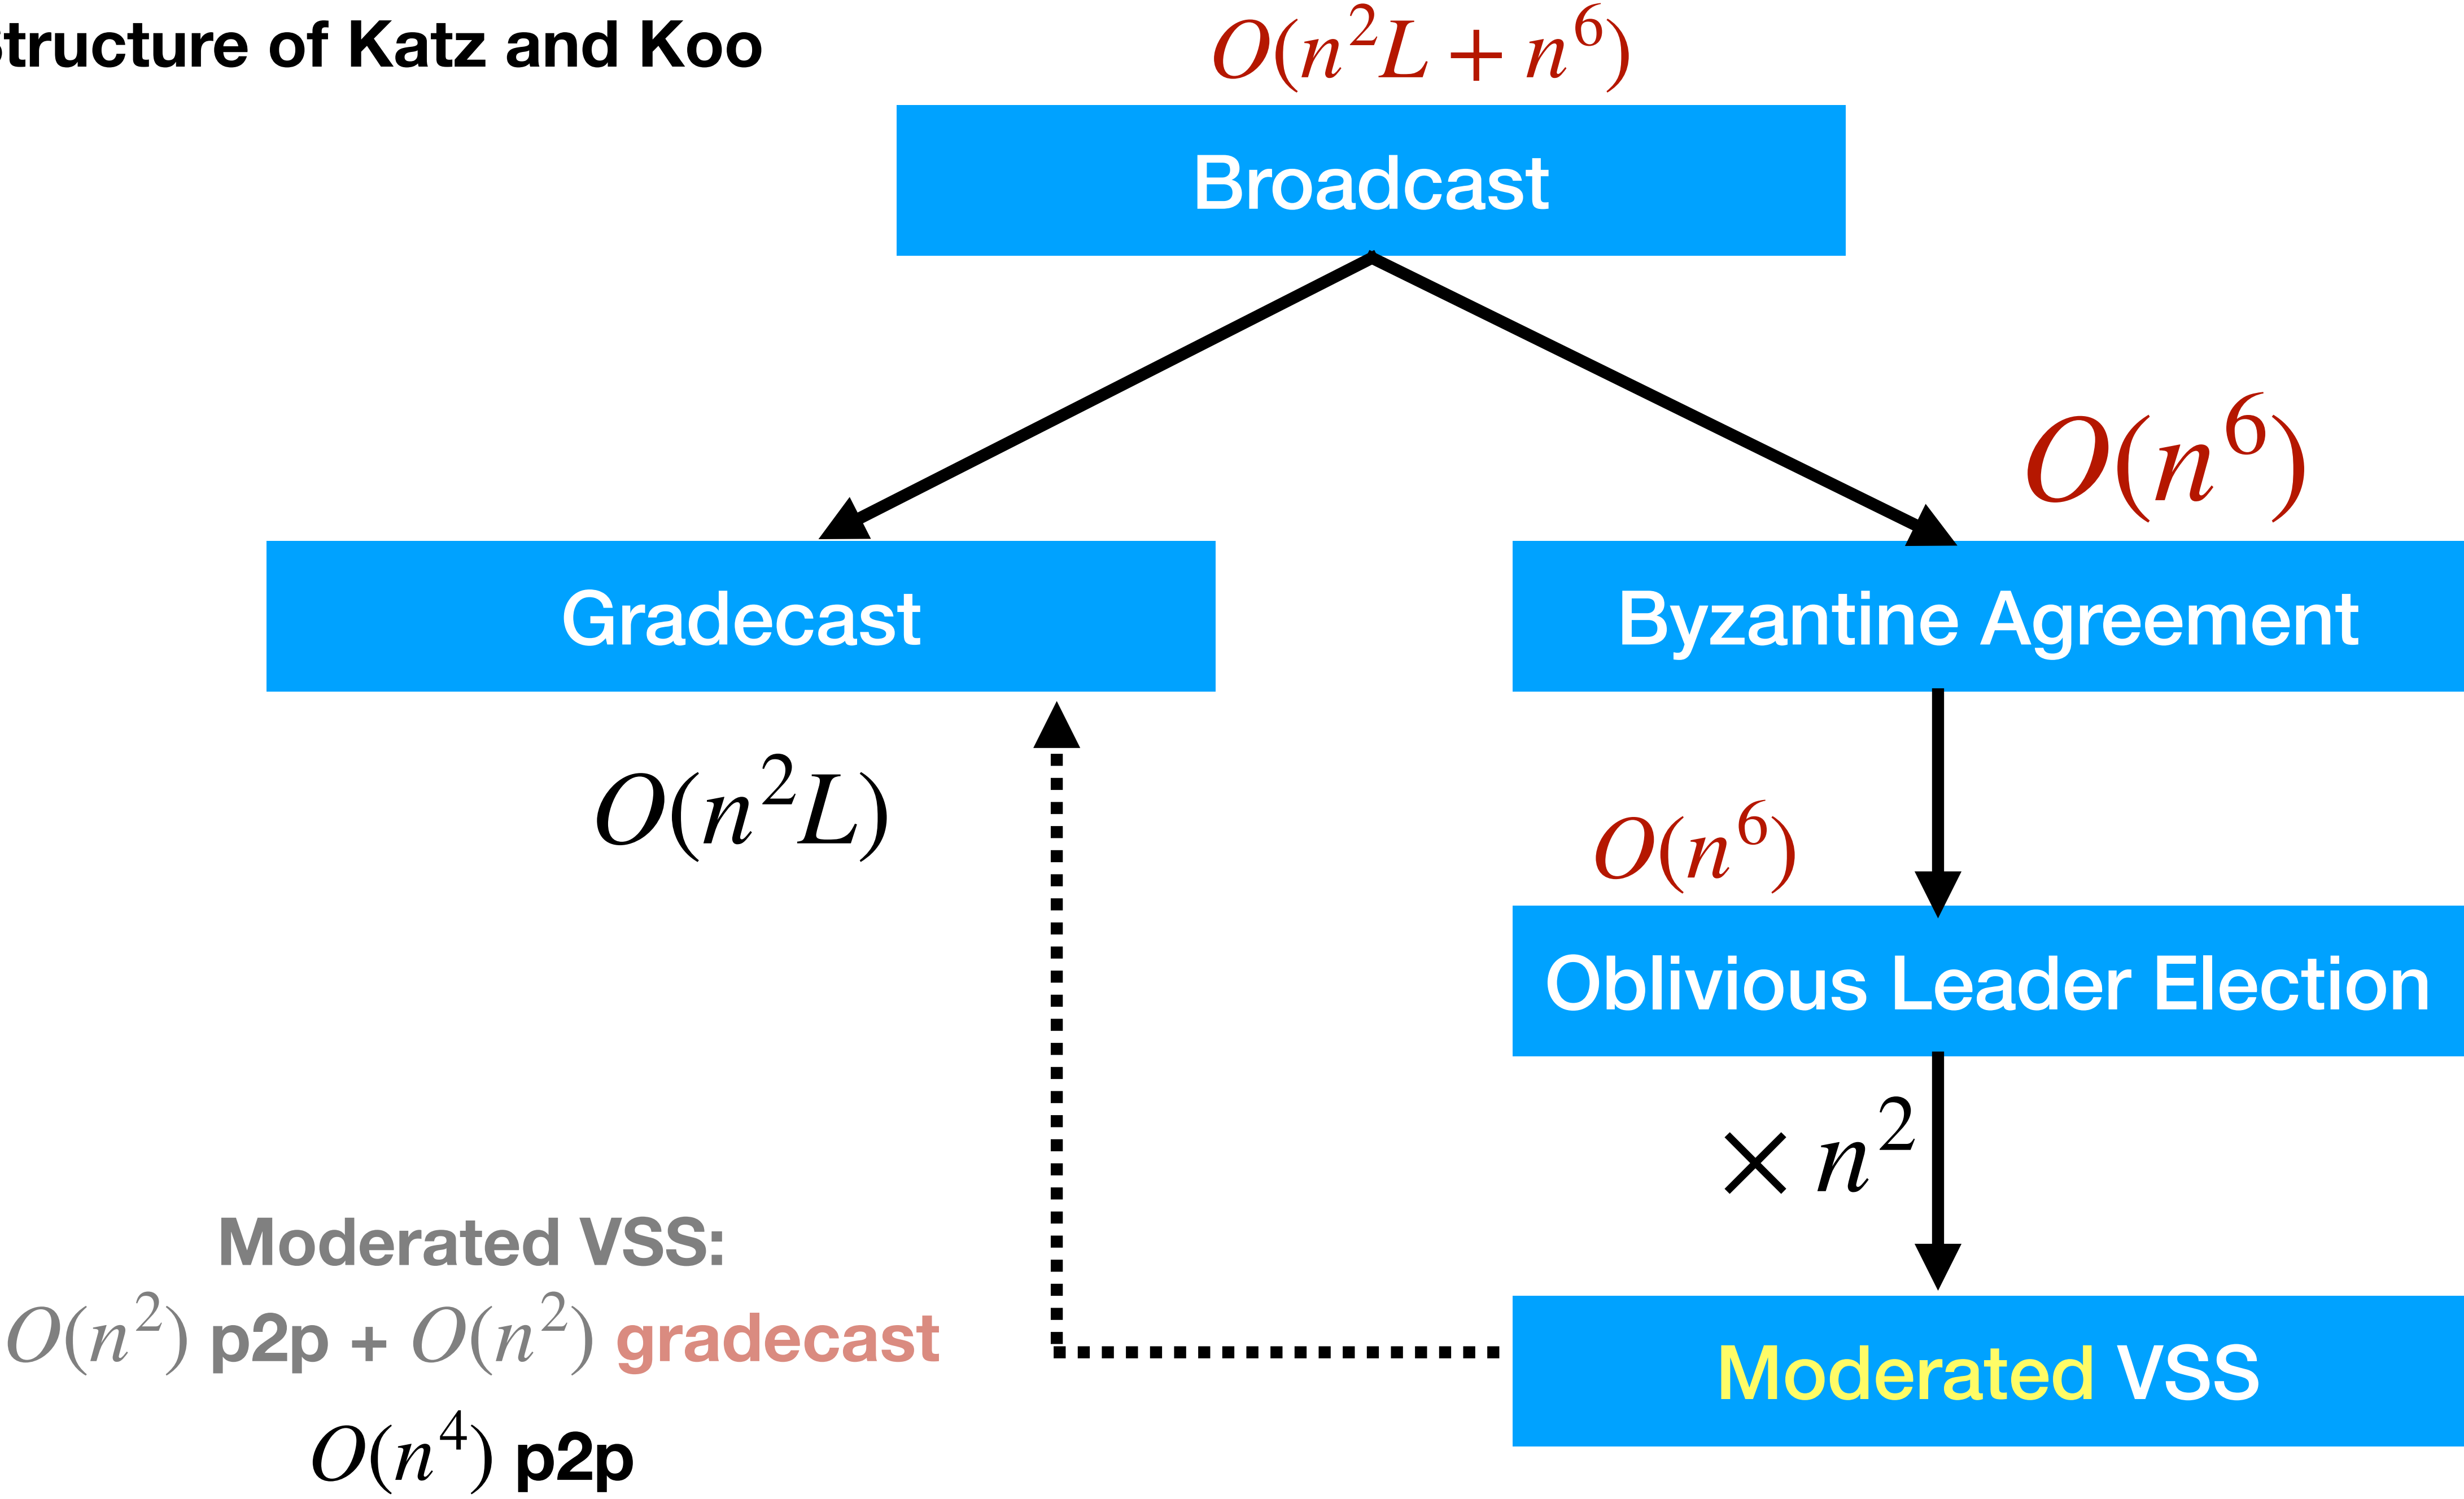 tructure of Katz and Koo
O(n²L + n⁶)
Broadcast
O(n⁶)
Gradecast
Byzantine Agreement
O(n²L)
O(n⁶)
Oblivious Leader Election
× n²
Moderated VSS:
O(n²) p2p + O(n²) gradecast
Moderated VSS
O(n⁴) p2p